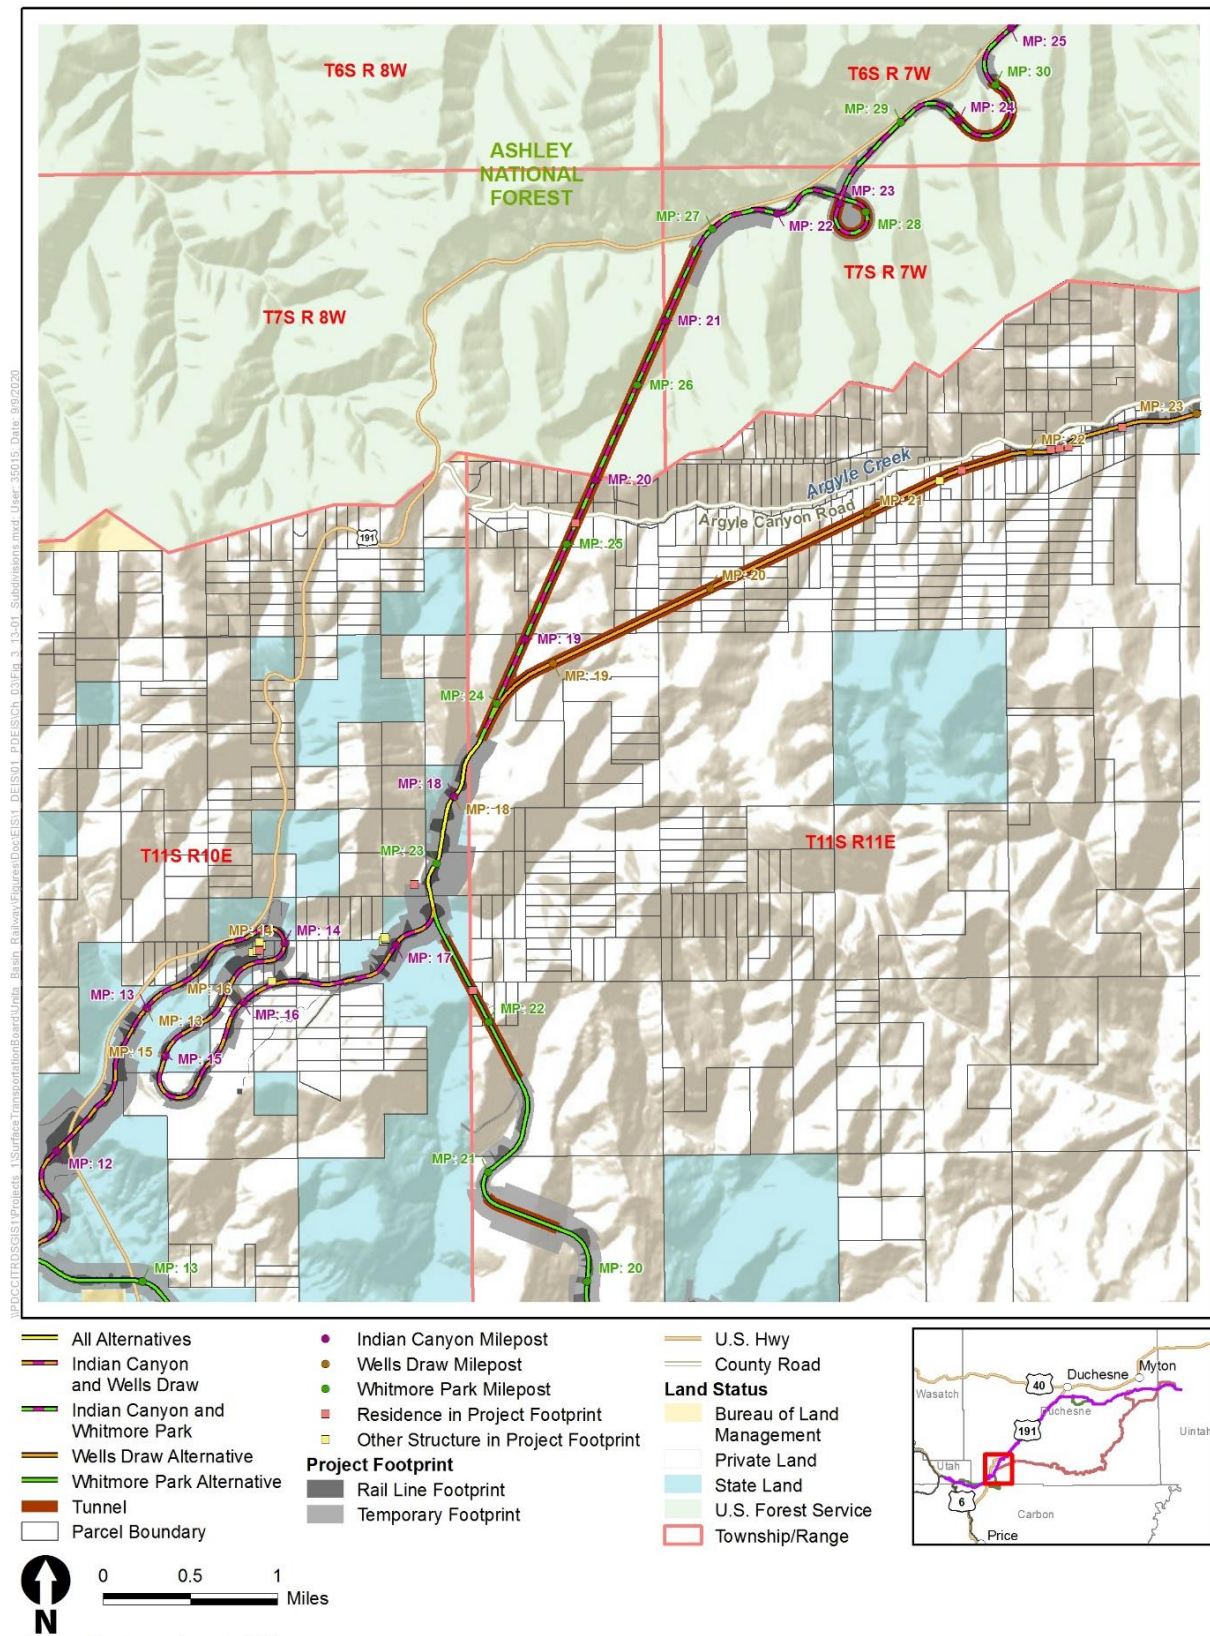 MP: 25
T6S R 8W
T6S R 7W
MP: 30
MP: 29
MP: 24
ASHLEY
NATIONAL
FOREST
MP: 23
MP: 27
MP: 22
MP: 28
T7S R 7W
T7S R 8W
MP: 21
MP: 26
MP: 23
MP: 22
Argyle Creek
MP: 20
MP: 21
Argyle Canyon Road
191
MP: 25
MP: 20
MP: 19
MP: 19
MP: 24
MP: 18
MP: 18
T11S R10E
MP: 23
T11S R11E
MP: 14
MP: 14
MP: 17
MP: 16
MP: 13
MP: 16
MP: 13
MP: 22
MP: 15
MP: 15
MP: 12
MP: 21
MP: 13
MP: 20
All Alternatives
Indian Canyon
and Wells Draw
Indian Canyon and
Whitmore Park
Wells Draw Alternative
Whitmore Park Alternative
Tunnel
Parcel Boundary
Indian Canyon Milepost
Wells Draw Milepost
Whitmore Park Milepost
Residence in Project Footprint
Other Structure in Project Footprint
Project Footprint
Rail Line Footprint
Temporary Footprint
U.S. Hwy
County Road
Land Status
Bureau of Land
Management
Private Land
State Land
U.S. Forest Service
Township/Range
Wasatch
40
Duchesne
Myton
Duchesne
191
Uintah
Utah
6
Carbon
Price
N
0 0.5 1
Miles